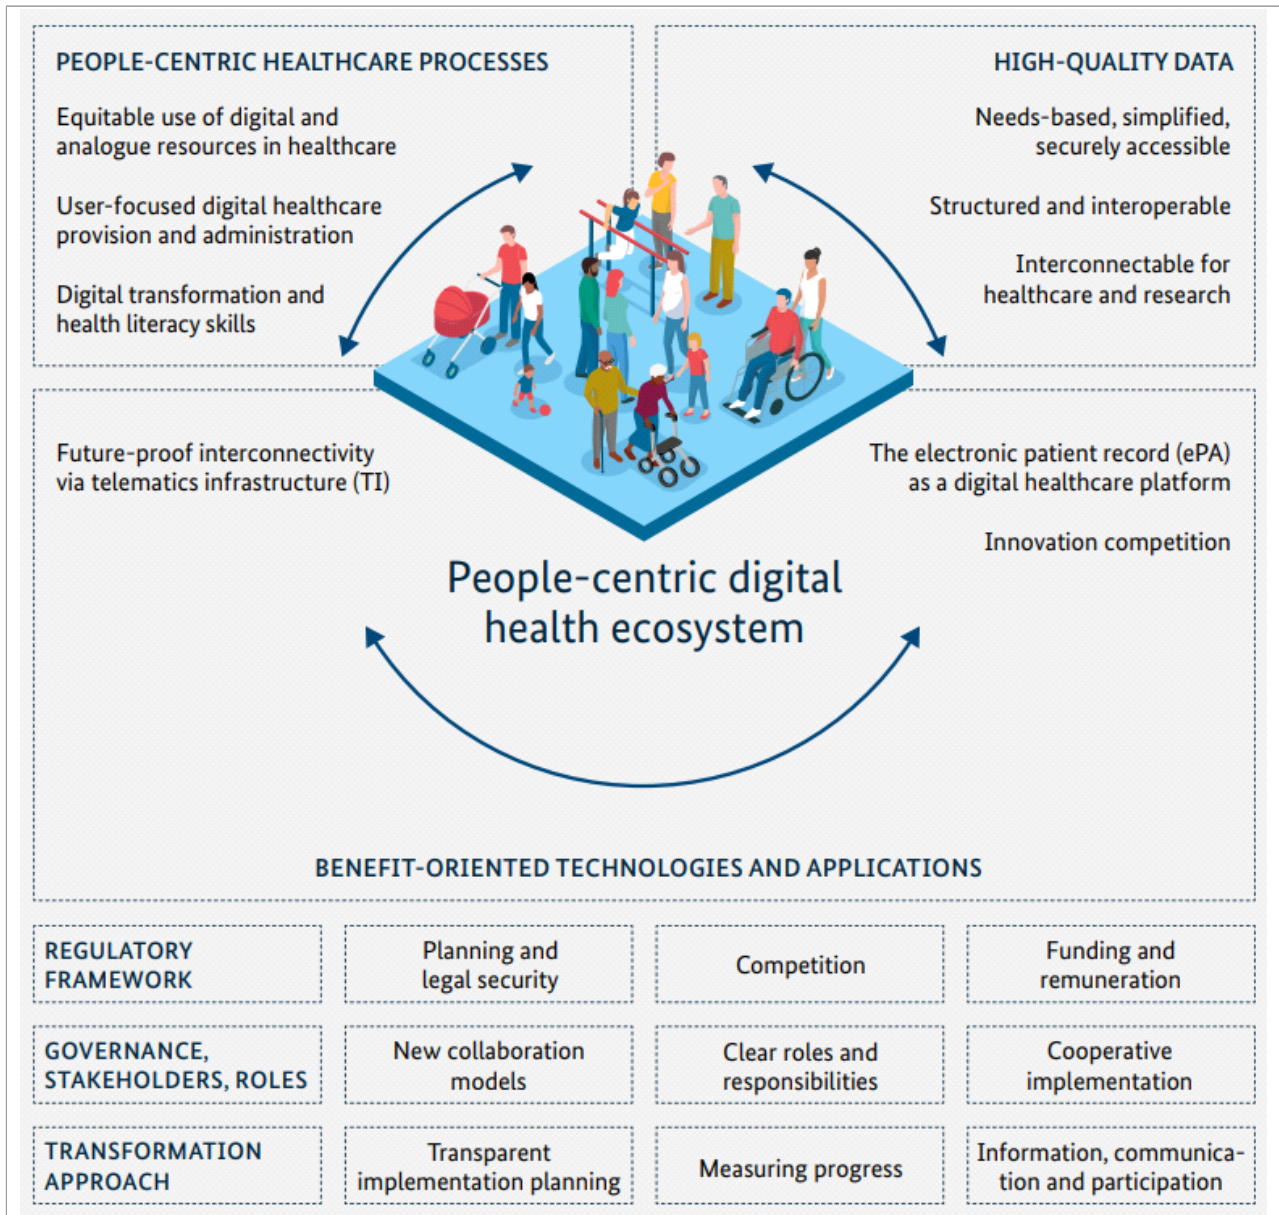 PEOPLE-CENTRIC HEALTHCARE PROCESSES
Equitable use of digital and
analogue resources in healthcare
User-focused digital healthcare
provision and administration
Digital transformation and
health literacy skills
HIGH-QUALITY DATA
Needs-based, simplified,
securely accessible
Structured and interoperable
Interconnectable for
healthcare and research
Future-proof interconnectivity
via telematics infrastructure (TI)
The electronic patient record (ePA)
as a digital healthcare platform
Innovation competition
People-centric digital
health ecosystem
BENEFIT-ORIENTED TECHNOLOGIES AND APPLICATIONS
REGULATORY
FRAMEWORK
Planning and
legal security
Competition
Funding and
remuneration
GOVERNANCE,
STAKEHOLDERS, ROLES
New collaboration
models
Clear roles and
responsibilities
Cooperative
implementation
TRANSFORMATION
APPROACH
Transparent
implementation planning
Measuring progress
Information, communica-
tion and participation